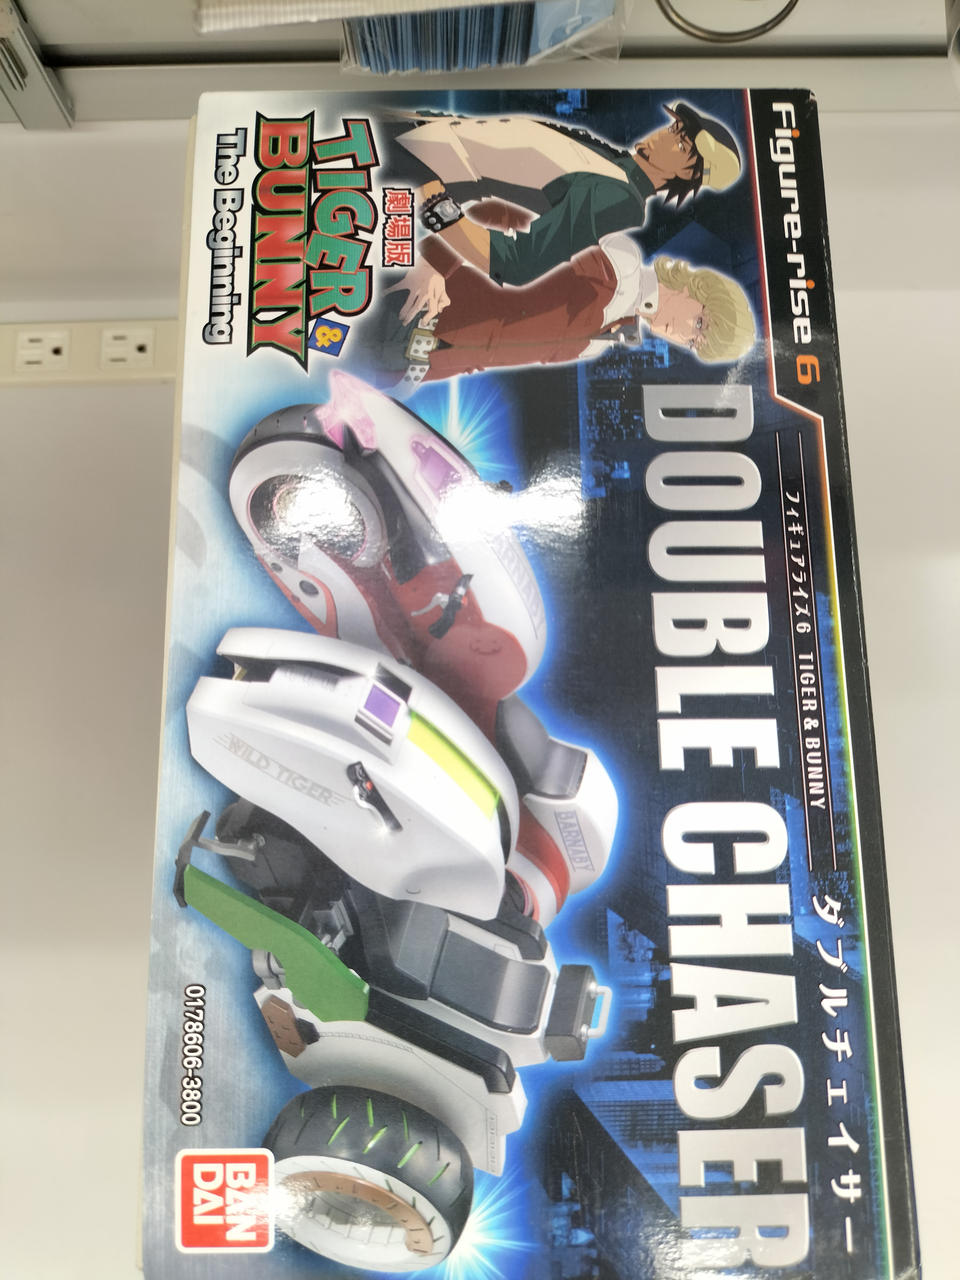 Figure-rise 6
フィギュアライズ6 TIGER & BUNNY
ダブルチェイサー
DOUBLE CHASER
劇場版
TIGER
&
BUNNY
The Beginning
BARNABY
WILD TIGER
0178606-3800
BAN
DAI